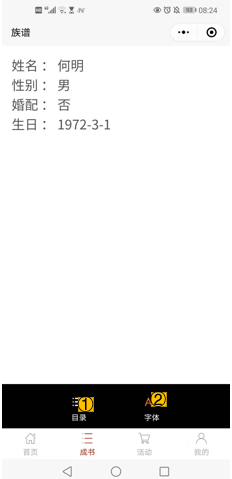 08:24
族谱
姓名： 何明
性别： 男
婚配： 否
生日： 1972-3-1
① ②
目录 字体
首页 成书 活动 我的